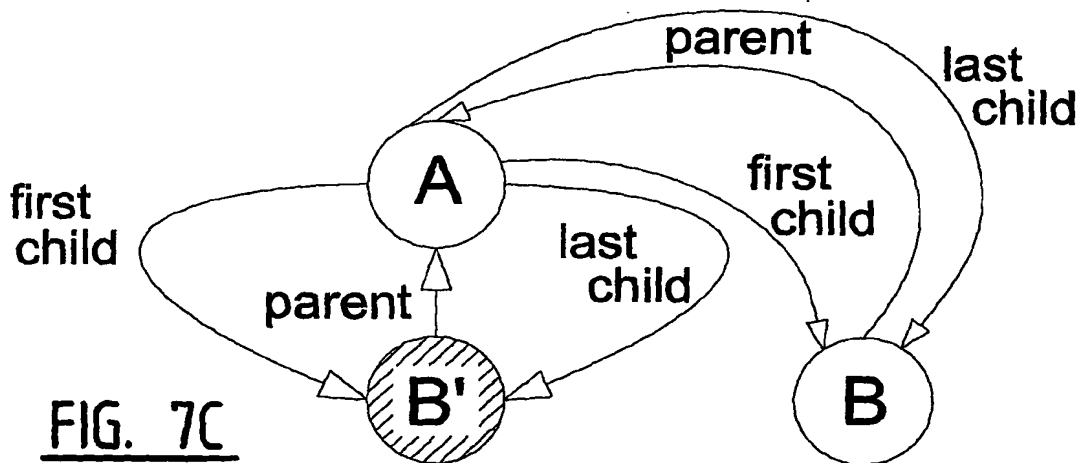 parent
last
child
A
first
child
first
child
last
child
parent
B'
B
FIG. 7C